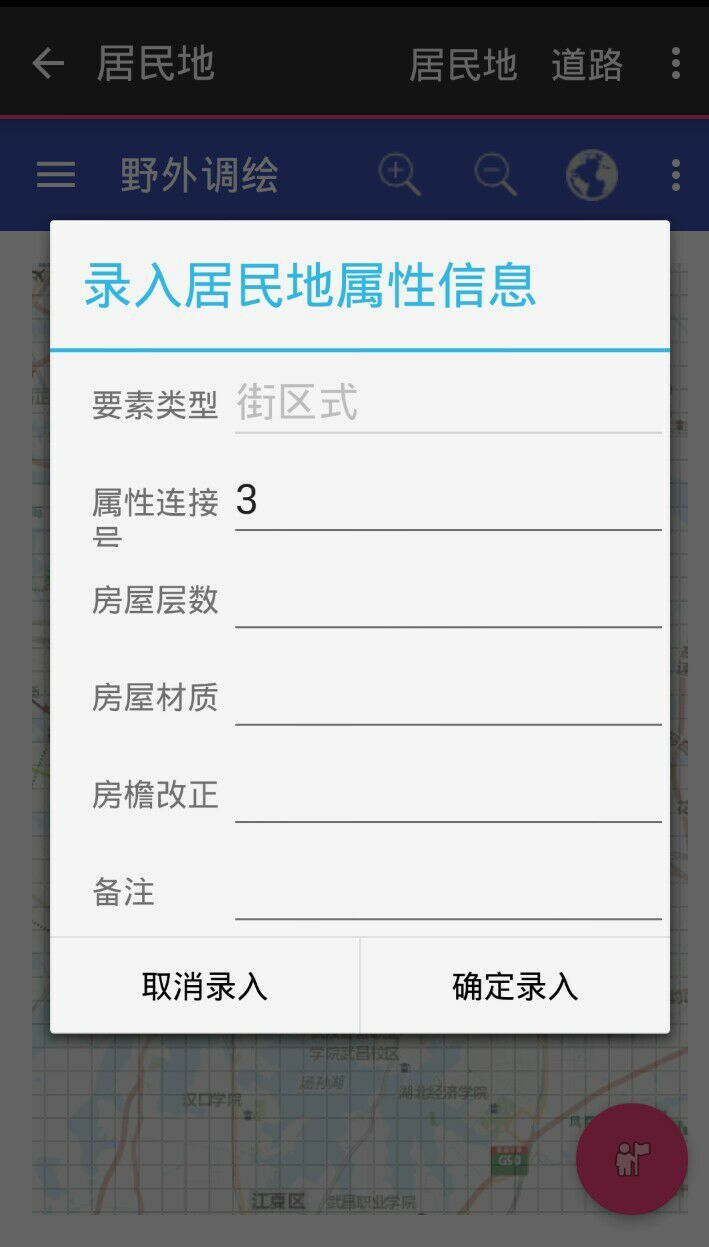 居民地 居民地 道路
野外调绘
录入居民地属性信息
要素类型 街区式
属性连接号 3
房屋层数
房屋材质
房檐改正
备注
取消录入 确定录入
学院武昌校区
汤孙湖
汉口学院 湖北经济学院
G50
江夏区 武昌职业学院